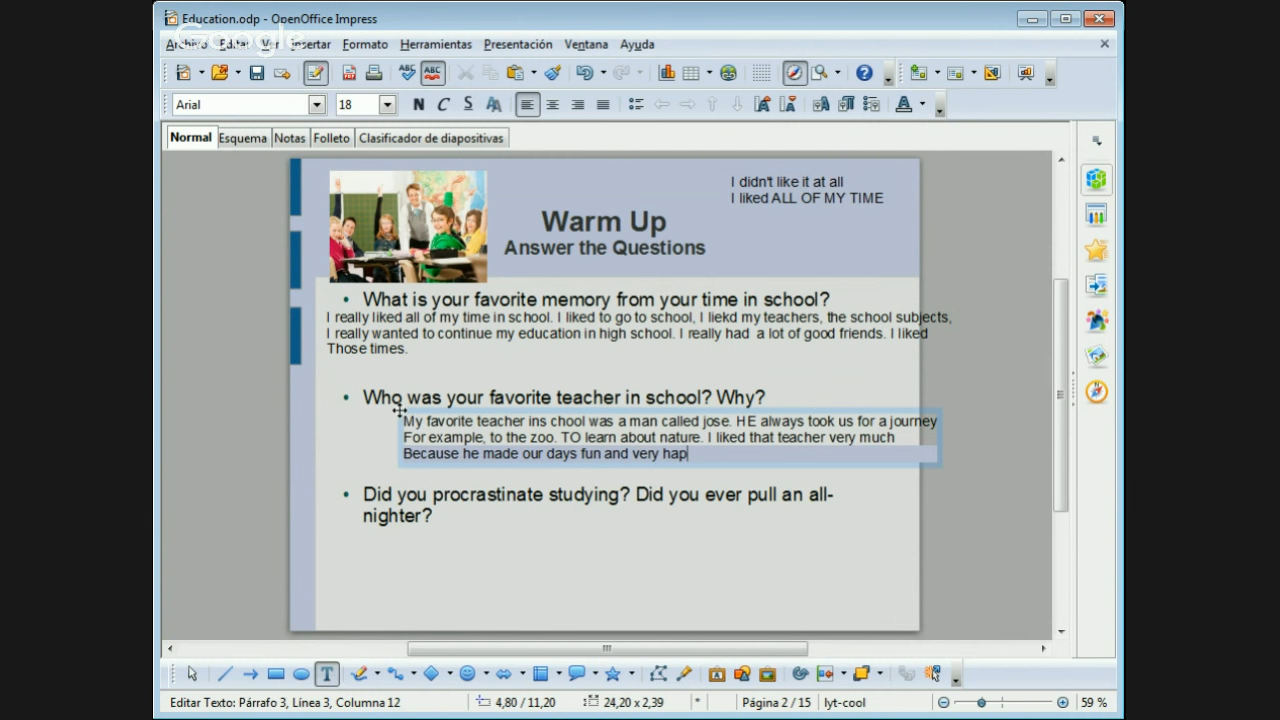 Education.odp - OpenOffice Impress
Google
Archivo Editar Ver Insertar Formato Herramientas Presentación Ventana Ayuda
Arial 18 N C S
Normal Esquema Notas Folleto Clasificador de diapositivas
I didn't like it at all
I liked ALL OF MY TIME
Warm Up
Answer the Questions
• What is your favorite memory from your time in school?
I really liked all of my time in school. I liked to go to school, I liekd my teachers, the school subjects,
I really wanted to continue my education in high school. I really had a lot of good friends. I liked
Those times.
• Who was your favorite teacher in school? Why?
My favorite teacher ins chool was a man called jose. HE always took us for a journey
For example, to the zoo. TO learn about nature. I liked that teacher very much
Because he made our days fun and very hap
• Did you procrastinate studying? Did you ever pull an all-
nighter?
Editar Texto: Párrafo 3, Línea 3, Columna 12 4,80 / 11,20 24,20 x 2,39 * Página 2 / 15 lyt-cool 59 %